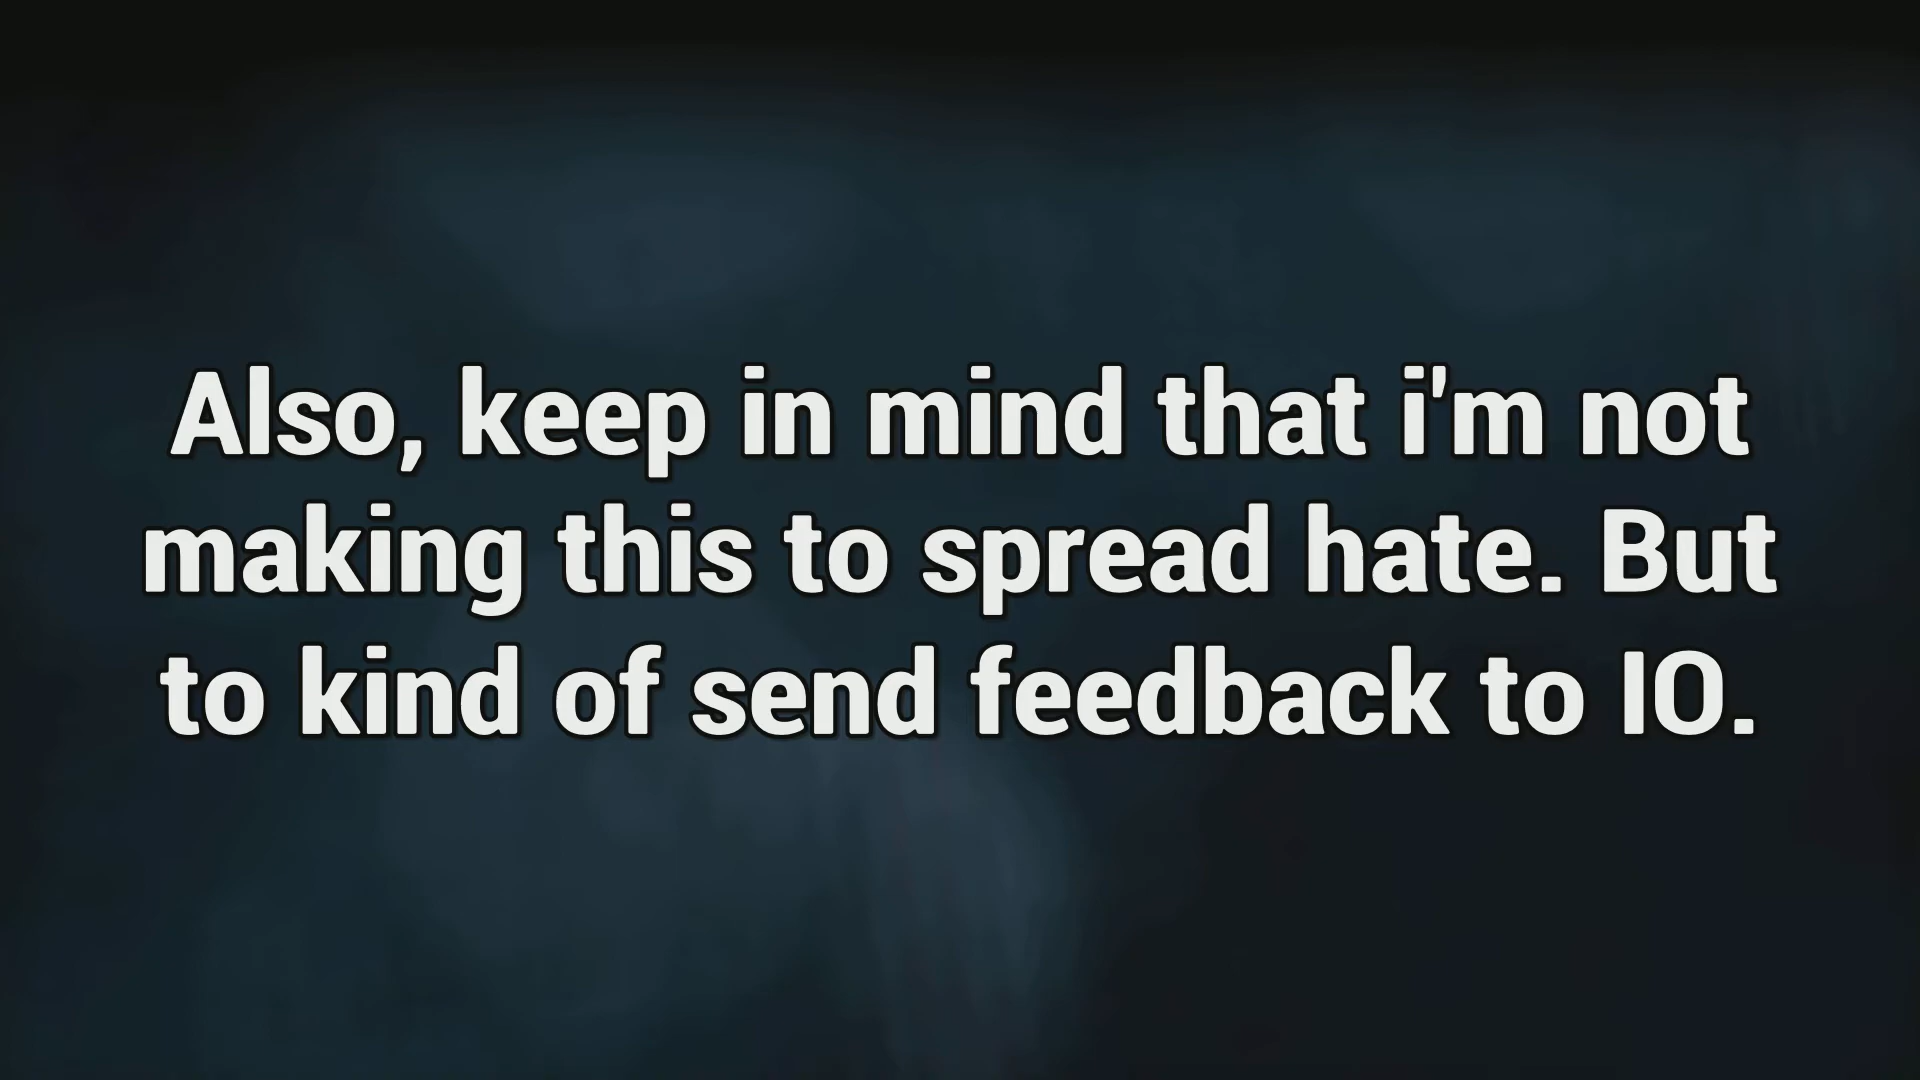 Also, keep in mind that i'm not
making this to spread hate. But
to kind of send feedback to IO.